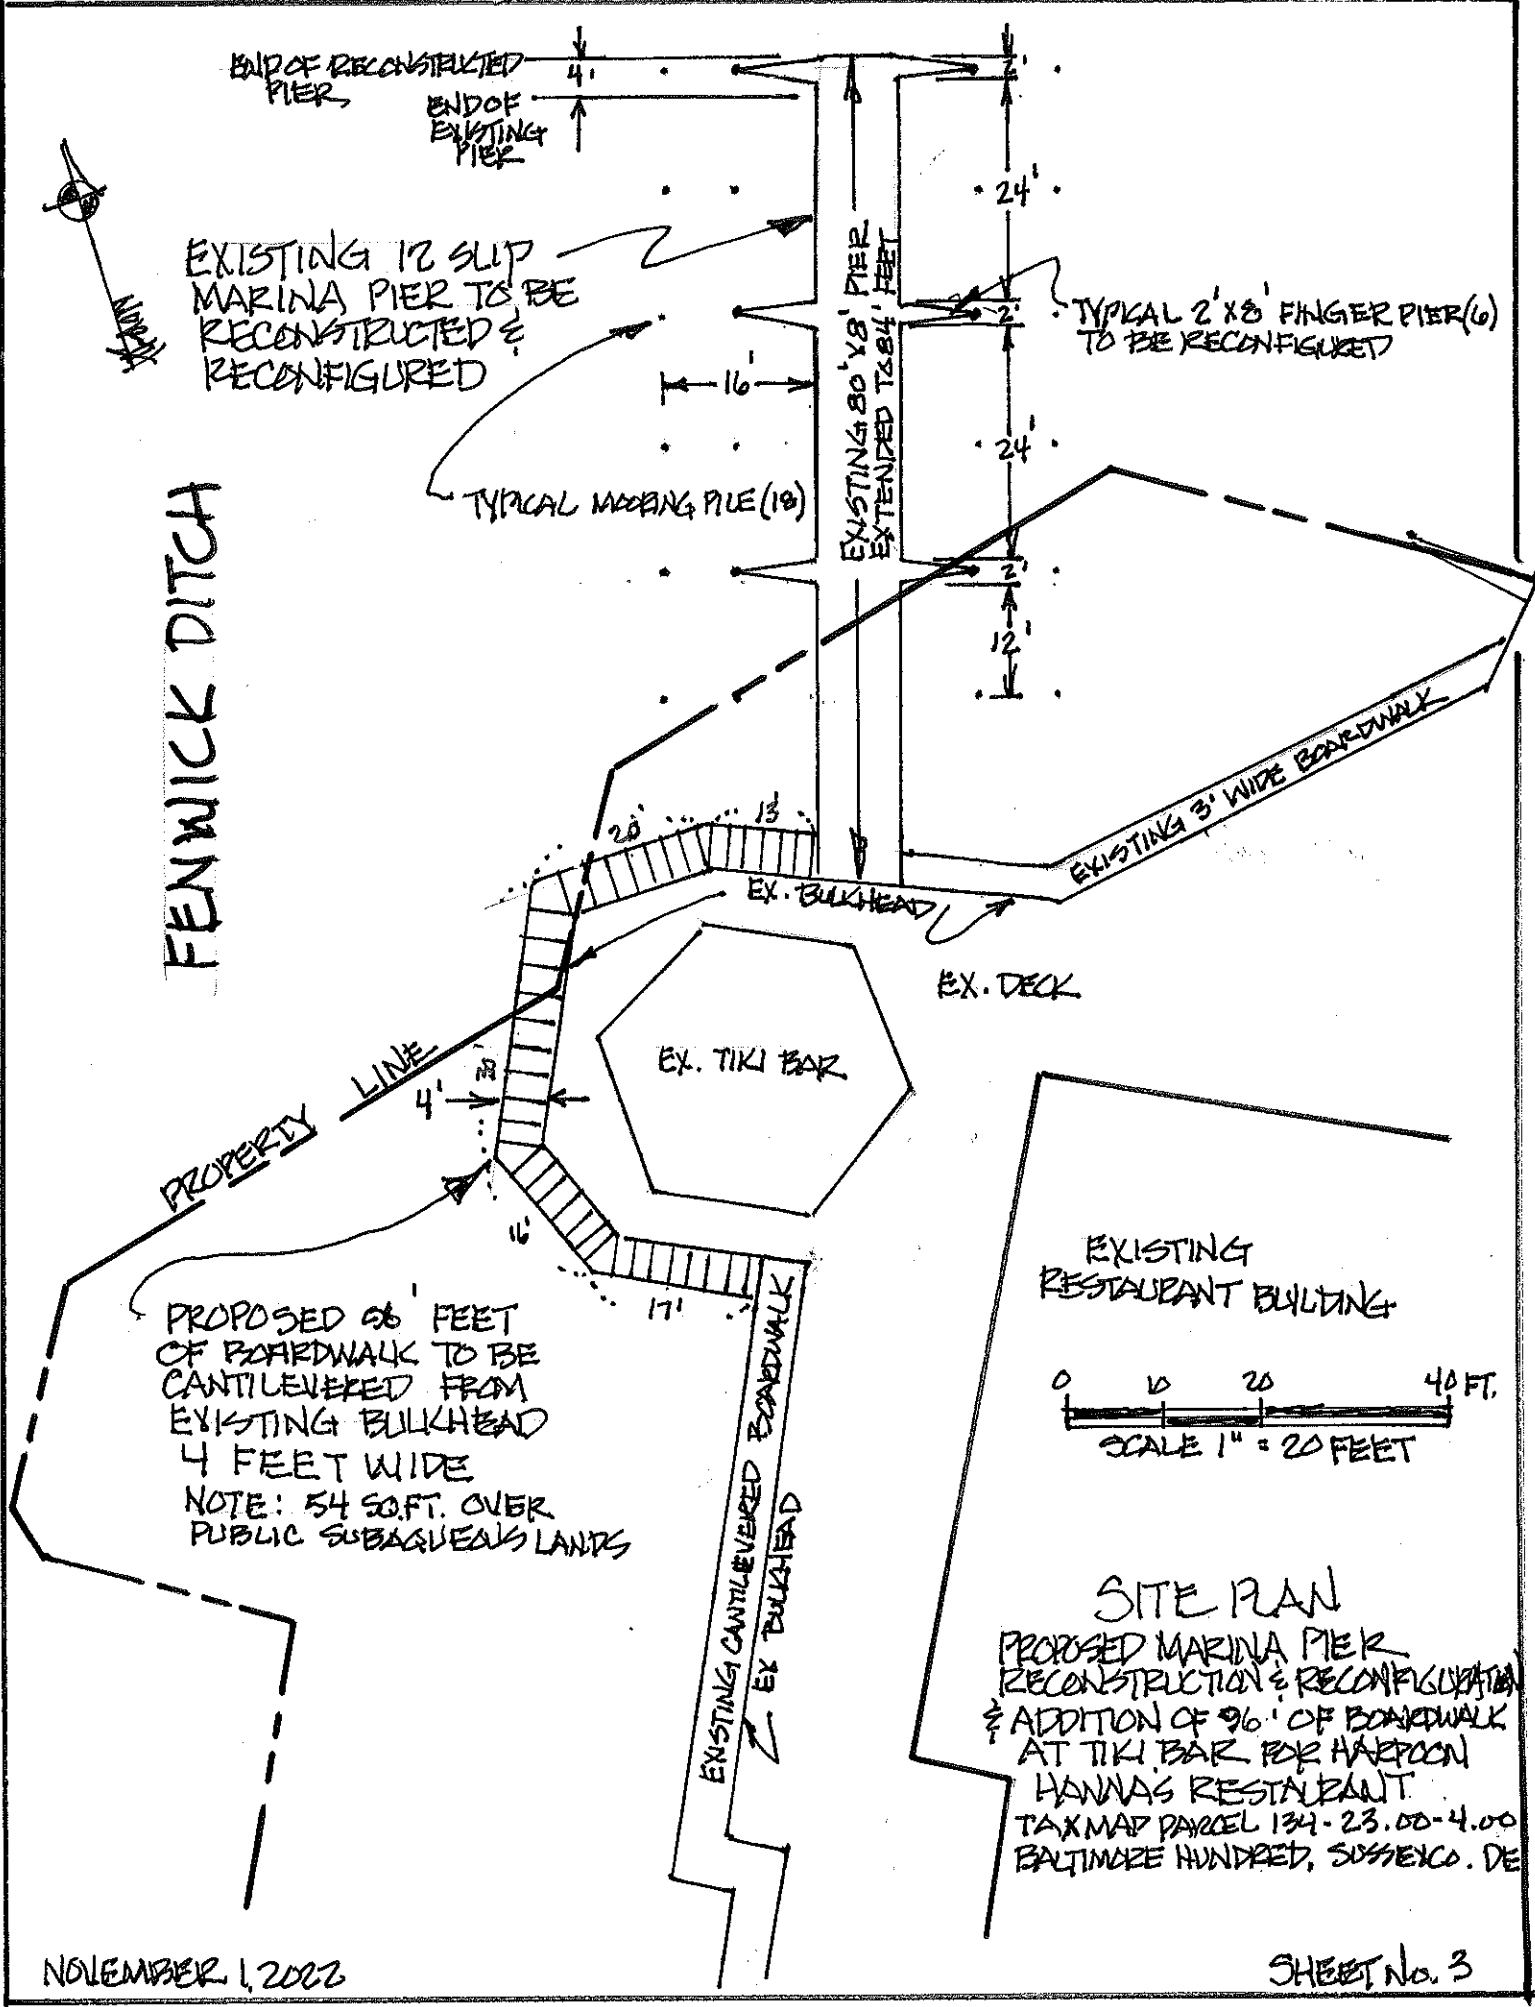 END OF RECONSTRUCTED
PIER
4'
END OF
EXISTING
PIER
2'
24'
NORTH
EXISTING 12 SLIP
MARINA PIER TO BE
RECONSTRUCTED &
RECONFIGURED
EXISTING 80' X 8' PIER
EXTENDED TO 84' FEET
2'
TYPICAL 2' X 8' FINGER PIER (6)
TO BE RECONFIGURED
16'
24'
TYPICAL MOORING PILE (18)
2'
12'
FENWICK DITCH
EXISTING 3' WIDE BOARDWALK
20'
13'
EX. BULKHEAD
EX. DECK
EX. TIKI BAR
PROPERTY LINE
30'
4'
16'
17'
EXISTING
RESTAURANT BUILDING
PROPOSED 96' FEET
OF BOARDWALK TO BE
CANTILEVERED FROM
EXISTING BULKHEAD
4 FEET WIDE
NOTE: 54 SQ.FT. OVER
PUBLIC SUBAQUEOUS LANDS
EXISTING CANTILEVERED BOARDWALK
EX BULKHEAD
0 10 20 40 FT.
SCALE 1" = 20 FEET
SITE PLAN
PROPOSED MARINA PIER
RECONSTRUCTION & RECONFIGURATION
& ADDITION OF 96' OF BOARDWALK
AT TIKI BAR FOR HARPOON
HANNA'S RESTAURANT
TAX MAP PARCEL 134-23.00-4.00
BALTIMORE HUNDRED, SUSSEX CO. DE
NOVEMBER 1, 2022
SHEET No. 3